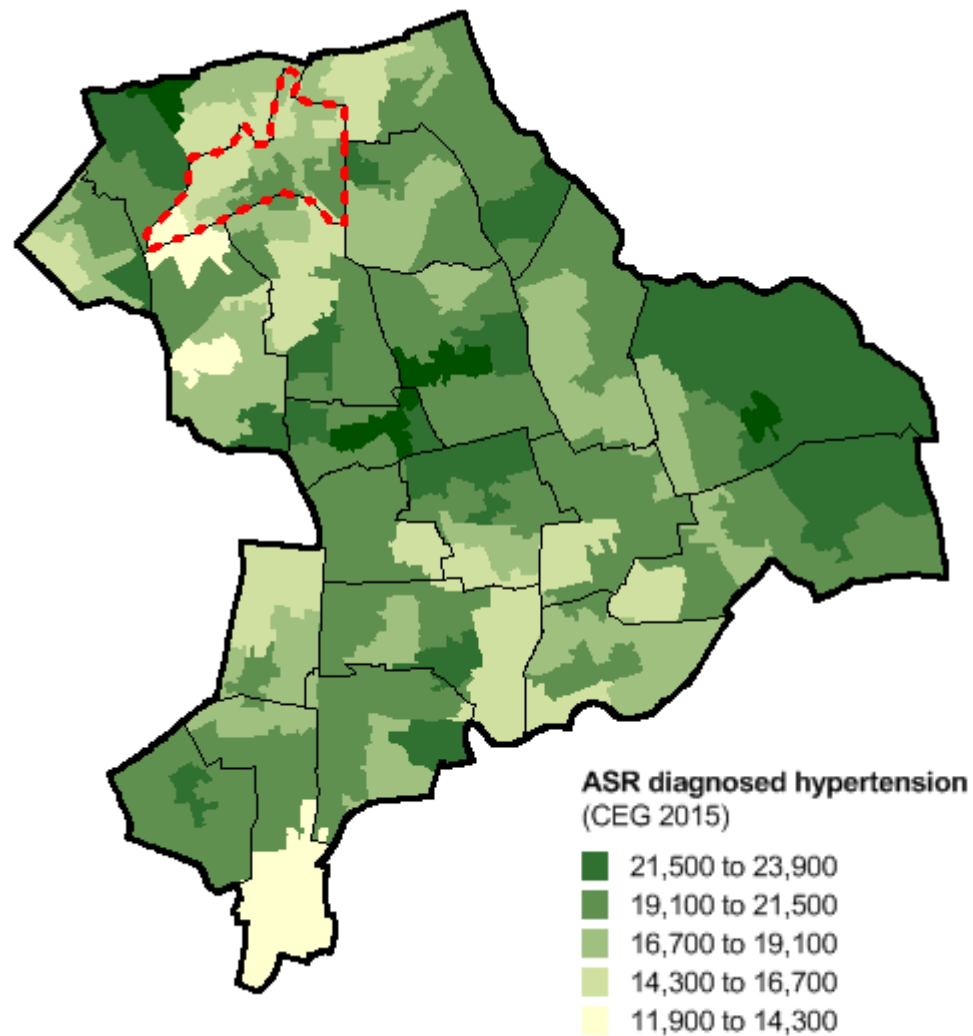 ASR diagnosed hypertension
(CEG 2015)
21,500 to 23,900
19,100 to 21,500
16,700 to 19,100
14,300 to 16,700
11,900 to 14,300